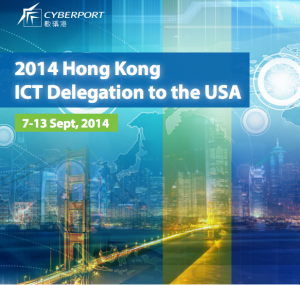 CYBERPORT
數碼港
2014 Hong Kong
ICT Delegation to the USA
7-13 Sept, 2014